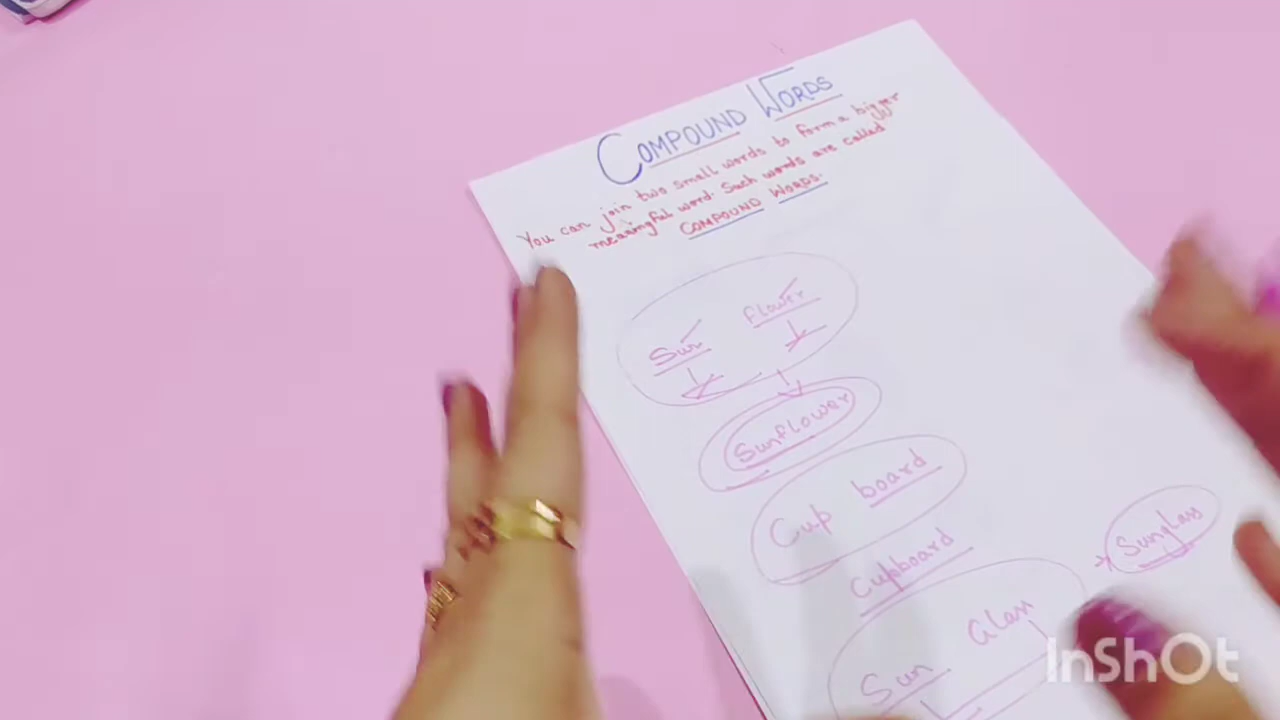 COMPOUND WORDS
You can join two small words to form a bigger
meaningful word. Such words are called
COMPOUND WORDS.
Sun flower
Sunflower
Cup board
Cupboard
Sunglass
Sun Glass
InShOt